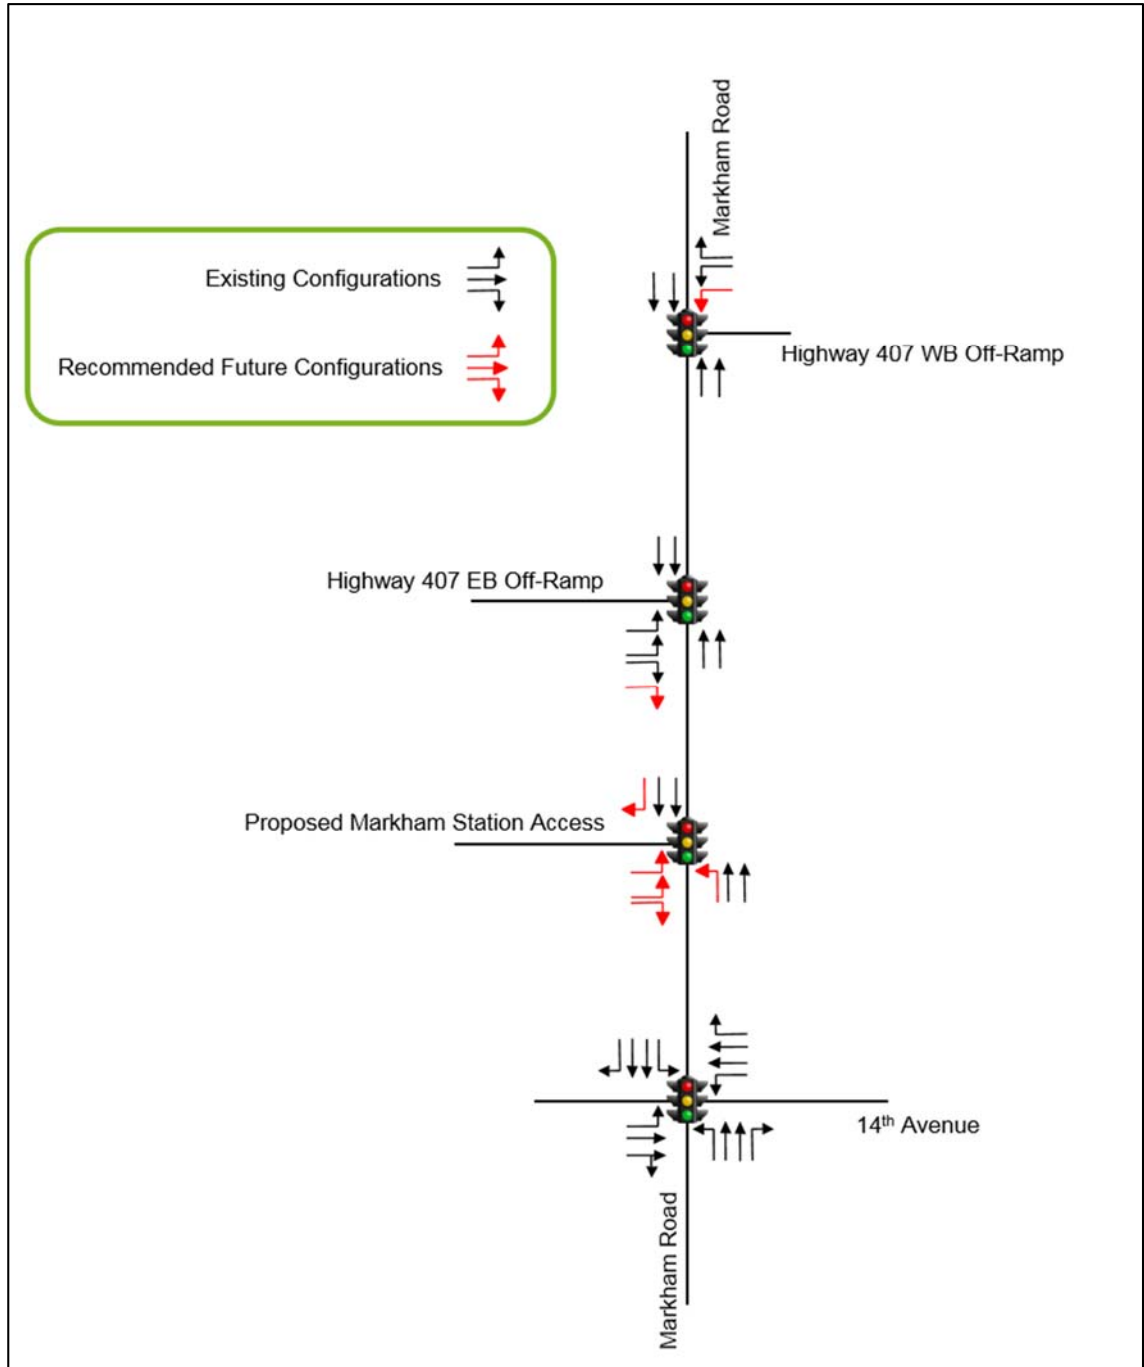 Markham Road
Existing Configurations
Recommended Future Configurations
Highway 407 WB Off-Ramp
Highway 407 EB Off-Ramp
Proposed Markham Station Access
14th Avenue
Markham Road